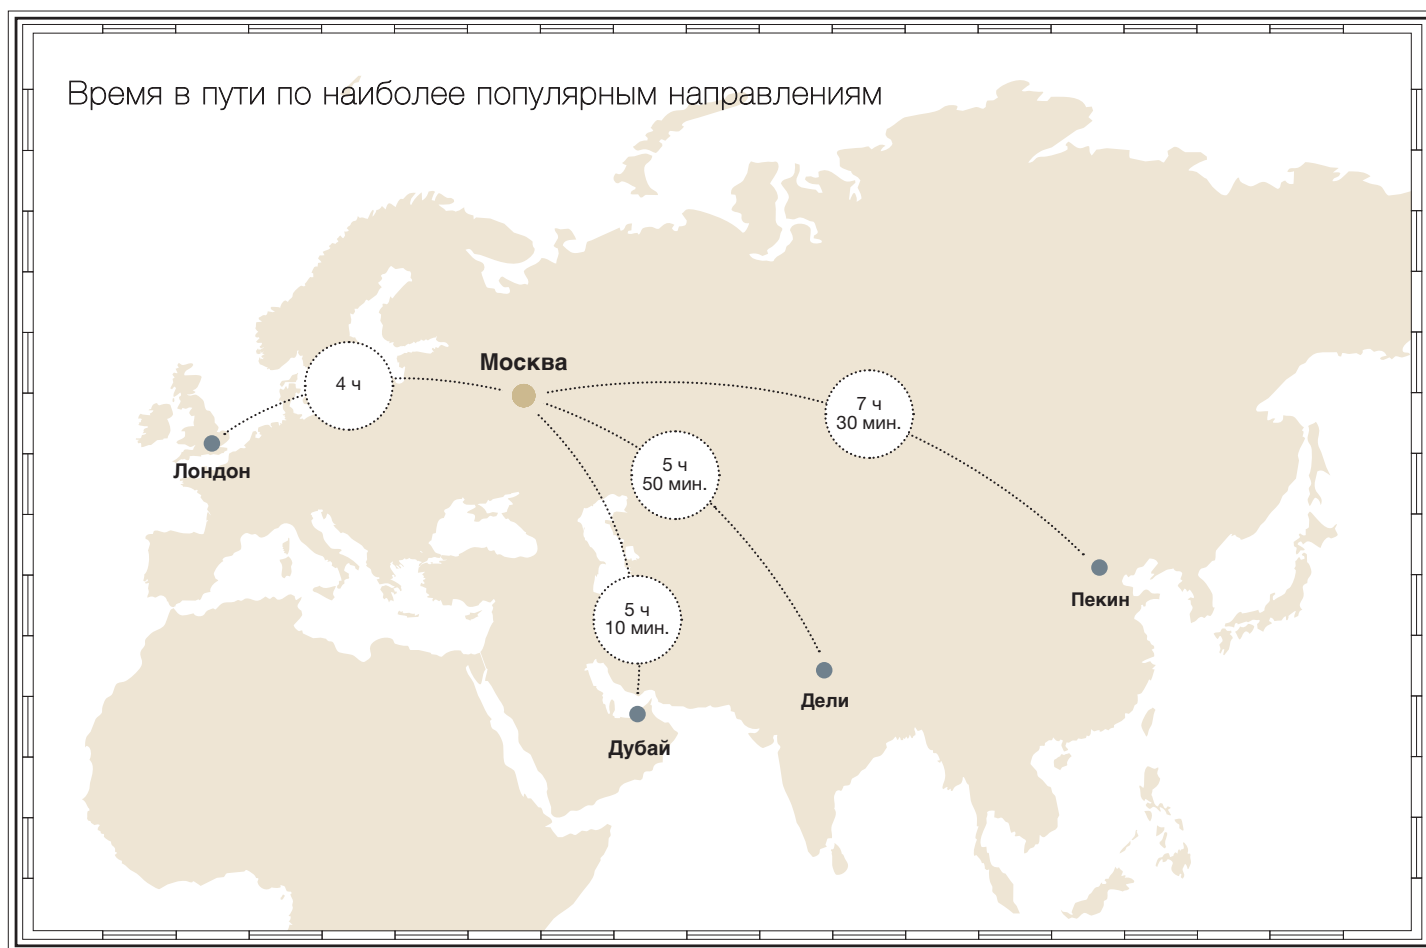 Время в пути по наиболее популярным направлениям
Москва
4 ч
7 ч
30 мин.
Лондон
5 ч
50 мин.
Пекин
5 ч
10 мин.
Дели
Дубай